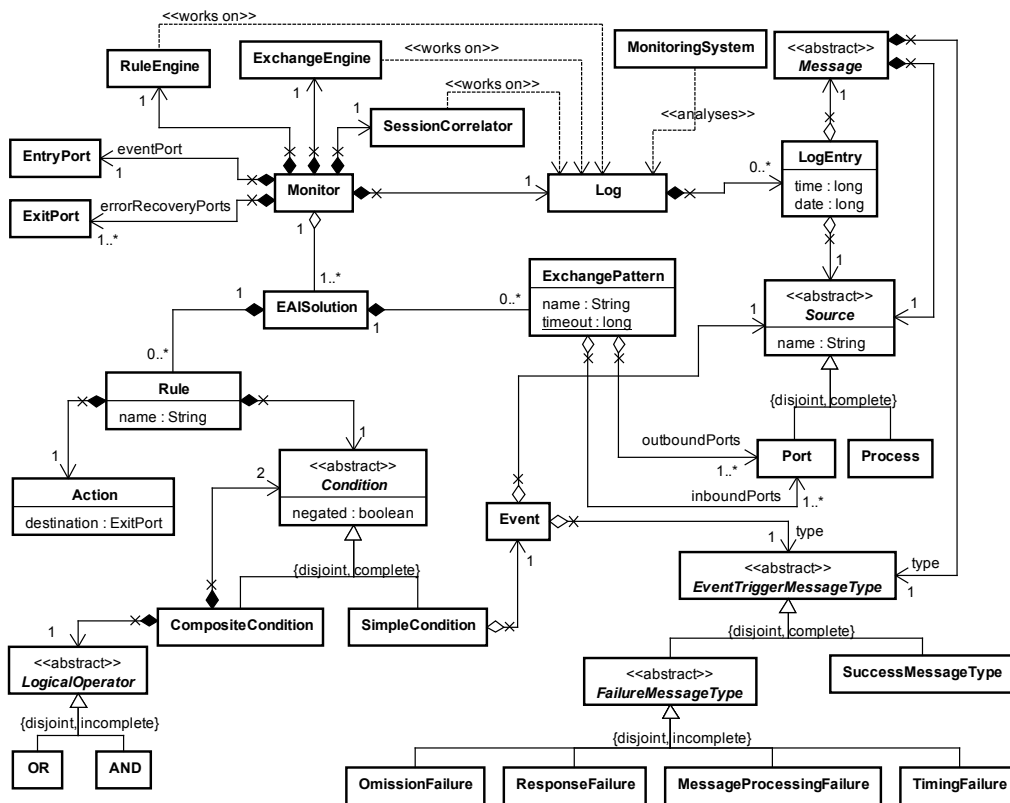 <<works on>>
RuleEngine
ExchangeEngine
<<works on>>
MonitoringSystem
<<abstract>>
Message
1
1
1
<<works on>>
SessionCorrelator
<<analyses>>
1
EntryPort
eventPort
1
Monitor
1
Log
0..*
LogEntry
time : long
date : long
ExitPort
errorRecoveryPorts
1..*
1
1
1..*
ExchangePattern
name : String
timeout : long
1
EAISolution
1
0..*
<<abstract>>
Source
name : String
1
1
0..*
Rule
name : String
{disjoint, complete}
outboundPorts
1..*
Port
Process
1
1
<<abstract>>
Condition
negated : boolean
2
Action
destination : ExitPort
inboundPorts
1..*
Event
1
type
1
{disjoint, complete}
<<abstract>>
EventTriggerMessageType
type
1
CompositeCondition
SimpleCondition
1
<<abstract>>
LogicalOperator
{disjoint, complete}
<<abstract>>
FailureMessageType
SuccessMessageType
{disjoint, incomplete}
OR
AND
{disjoint, incomplete}
OmissionFailure
ResponseFailure
MessageProcessingFailure
TimingFailure